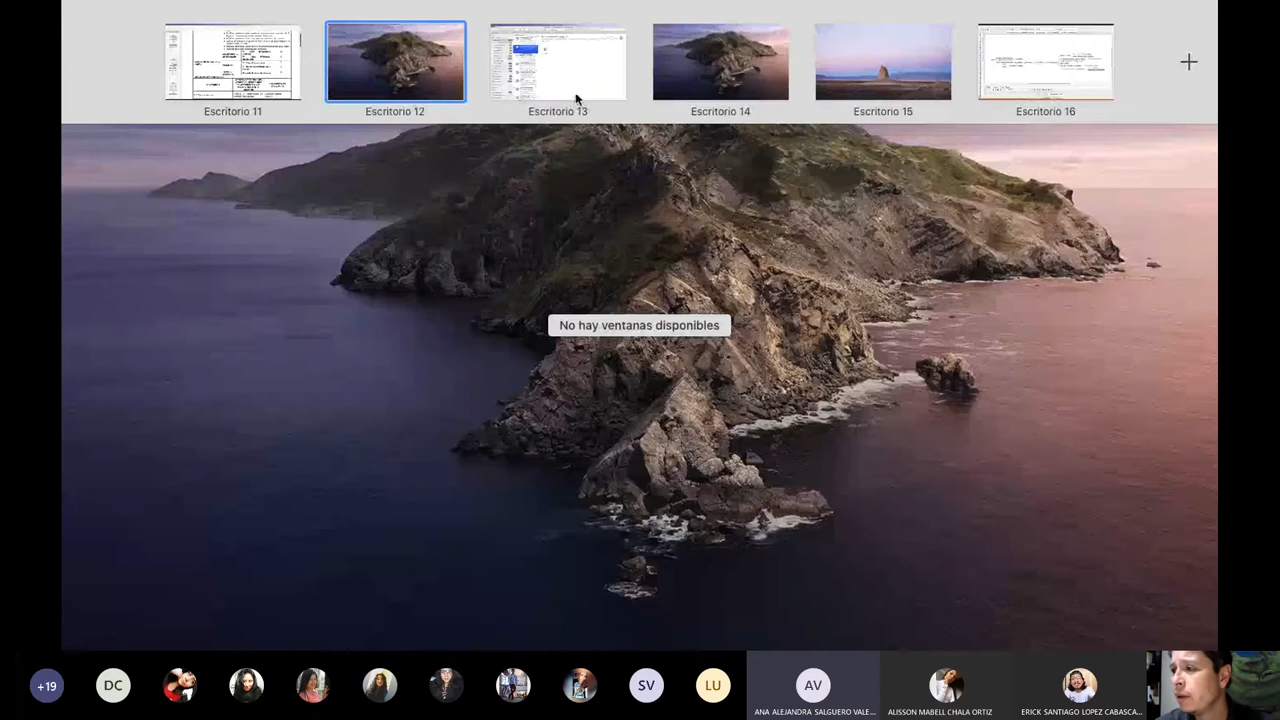 Escritorio 11
Escritorio 12
Escritorio 13
Escritorio 14
Escritorio 15
Escritorio 16
No hay ventanas disponibles
+19
DC
SV
LU
AV
ANA ALEJANDRA SALGUERO VALE...
ALISSON MABELL CHALA ORTIZ
ERICK SANTIAGO LOPEZ CABASCA...